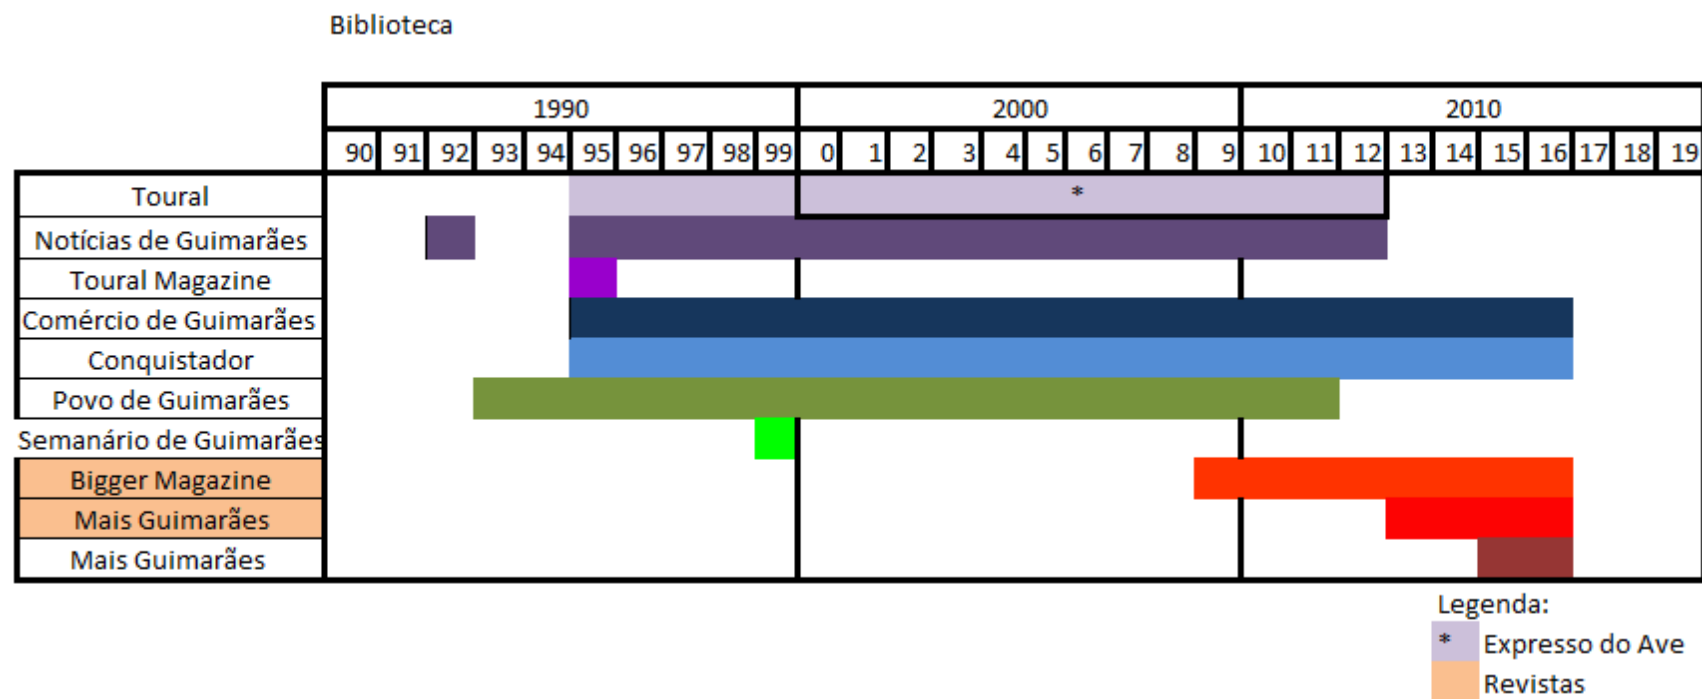 Biblioteca
1990 2000 2010
90 91 92 93 94 95 96 97 98 99 0 1 2 3 4 5 6 7 8 9 10 11 12 13 14 15 16 17 18 19
Toural *
Notícias de Guimarães
Toural Magazine
Comércio de Guimarães
Conquistador
Povo de Guimarães
Semanário de Guimarães
Bigger Magazine
Mais Guimarães
Mais Guimarães
Legenda:
* Expresso do Ave
Revistas